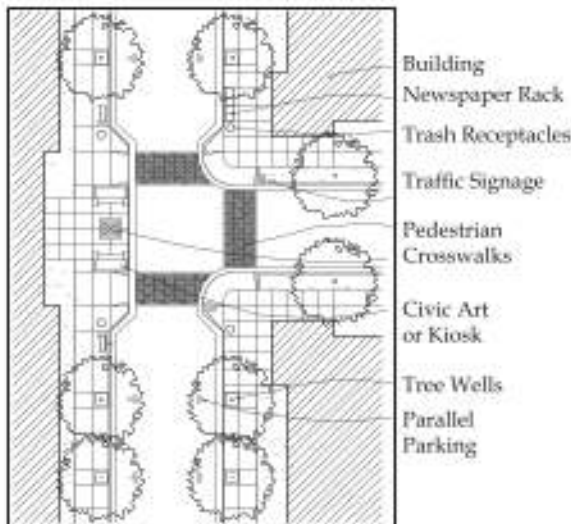 Building
Newspaper Rack
Trash Receptacles
Traffic Signage
Pedestrian
Crosswalks
Civic Art
or Kiosk
Tree Wells
Parallel
Parking